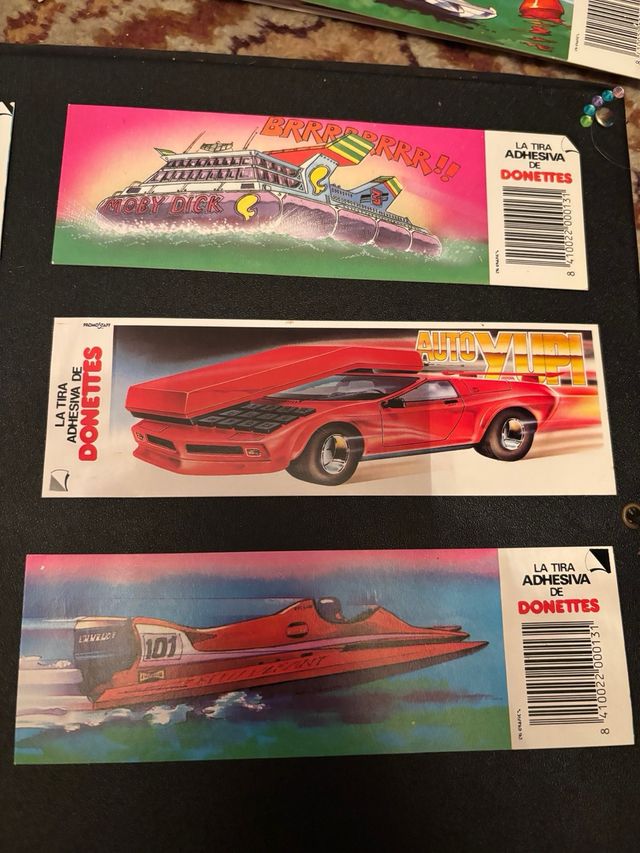 BRRRRRRRR!!
MOBY DICK
LA TIRA
ADHESIVA
DE
DONETTES
8 410022 000131
PROMOSTAFF
LA TIRA
ADHESIVA DE
DONETTES
AUTO YUPI
101
LA TIRA
ADHESIVA
DE
DONETTES
8 410022 000131